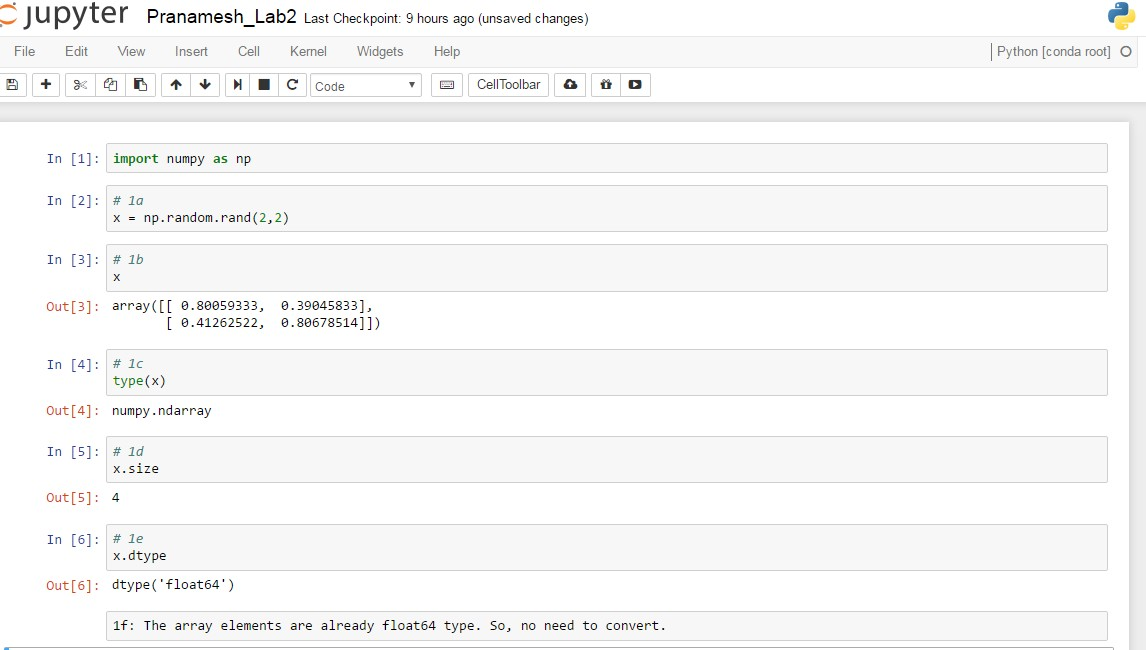 jupyter Pranamesh_Lab2 Last Checkpoint: 9 hours ago (unsaved changes)
File Edit View Insert Cell Kernel Widgets Help Python [conda root]
Code CellToolbar
In [1]: import numpy as np
In [2]: # 1a
x = np.random.rand(2,2)
In [3]: # 1b
x
Out[3]: array([[ 0.80059333,  0.39045833],
[ 0.41262522,  0.80678514]])
In [4]: # 1c
type(x)
Out[4]: numpy.ndarray
In [5]: # 1d
x.size
Out[5]: 4
In [6]: # 1e
x.dtype
Out[6]: dtype('float64')
1f: The array elements are already float64 type. So, no need to convert.